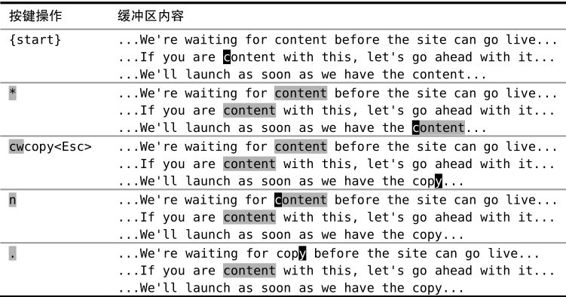 按键操作 缓冲区内容
{start} ...We're waiting for content before the site can go live...
...If you are content with this, let's go ahead with it...
...We'll launch as soon as we have the content...
* ...We're waiting for content before the site can go live...
...If you are content with this, let's go ahead with it...
...We'll launch as soon as we have the content...
cwcopy<Esc> ...We're waiting for content before the site can go live...
...If you are content with this, let's go ahead with it...
...We'll launch as soon as we have the copy...
n ...We're waiting for content before the site can go live...
...If you are content with this, let's go ahead with it...
...We'll launch as soon as we have the copy...
. ...We're waiting for copy before the site can go live...
...If you are content with this, let's go ahead with it...
...We'll launch as soon as we have the copy...